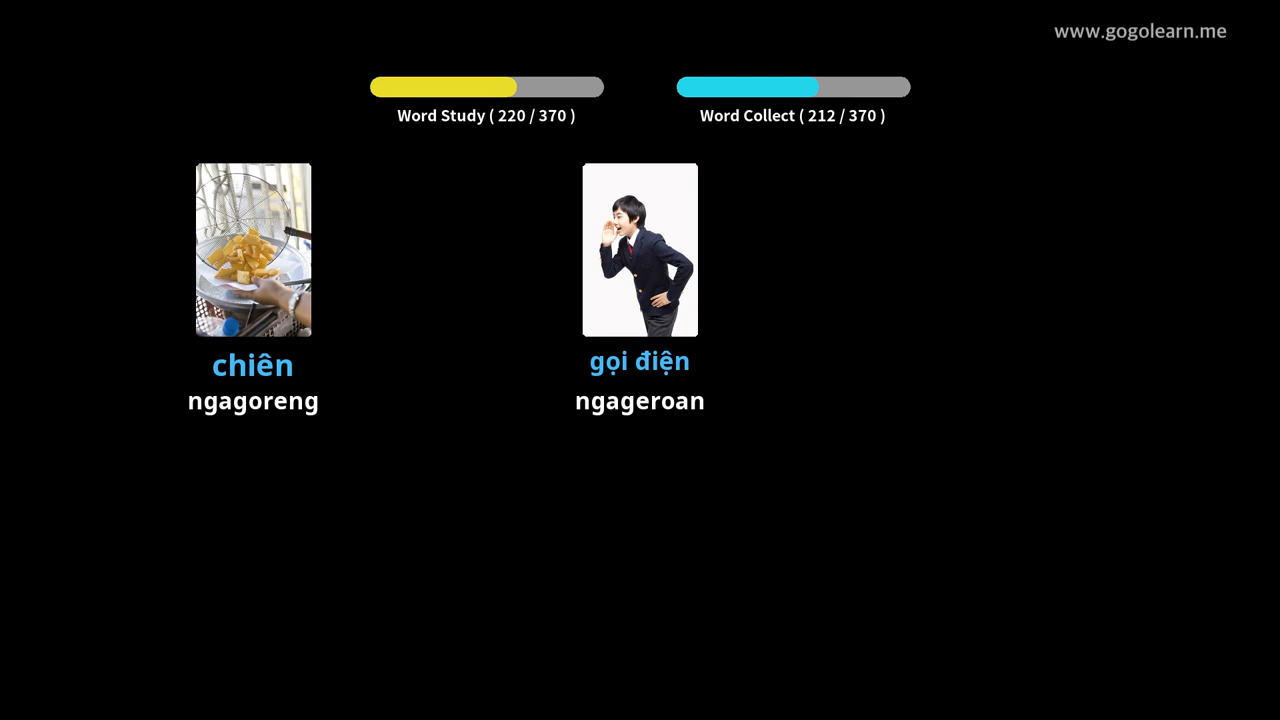 www.gogolearn.me
Word Study ( 220 / 370 )
Word Collect ( 212 / 370 )
chiên
ngagoreng
gọi điện
ngageroan